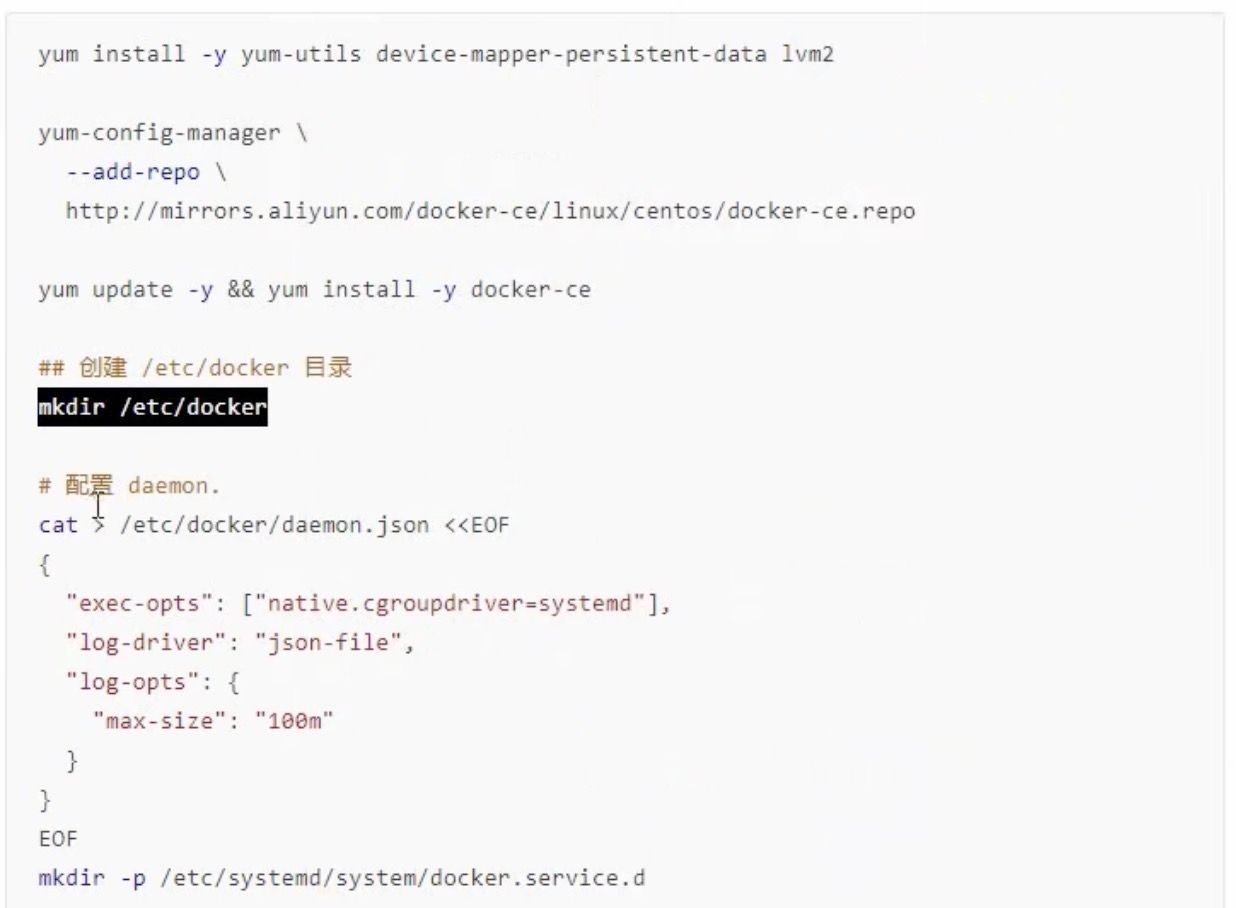 yum install -y yum-utils device-mapper-persistent-data lvm2
yum-config-manager \
--add-repo \
http://mirrors.aliyun.com/docker-ce/linux/centos/docker-ce.repo
yum update -y && yum install -y docker-ce
## 创建 /etc/docker 目录
mkdir /etc/docker
# 配置 daemon.
cat > /etc/docker/daemon.json <<EOF
{
"exec-opts": ["native.cgroupdriver=systemd"],
"log-driver": "json-file",
"log-opts": {
"max-size": "100m"
}
}
EOF
mkdir -p /etc/systemd/system/docker.service.d